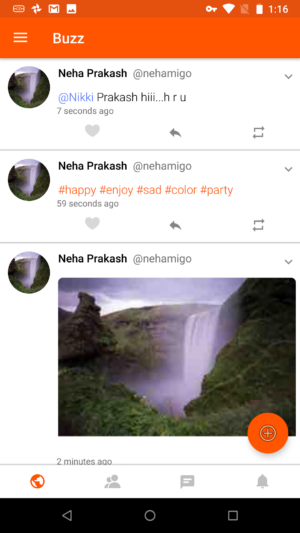 1:16
Buzz
Neha Prakash @nehamigo
@Nikki Prakash hiii...h r u
7 seconds ago
Neha Prakash @nehamigo
#happy #enjoy #sad #color #party
59 seconds ago
Neha Prakash @nehamigo
2 minutes ago